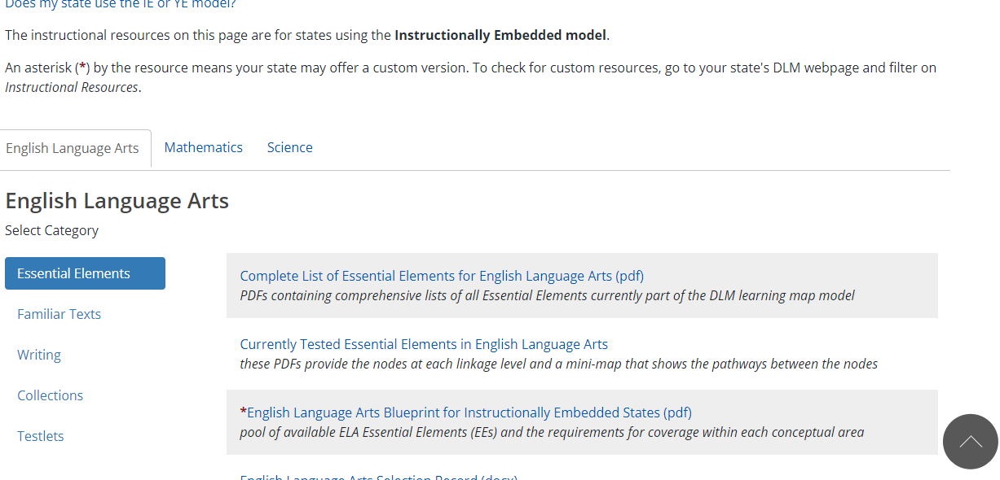 Does my state use the IE or YE model?
The instructional resources on this page are for states using the Instructionally Embedded model.
An asterisk (*) by the resource means your state may offer a custom version. To check for custom resources, go to your state's DLM webpage and filter on
Instructional Resources.
English Language Arts
Mathematics
Science
English Language Arts
Select Category
Essential Elements
Familiar Texts
Writing
Collections
Testlets
Complete List of Essential Elements for English Language Arts (pdf)
PDFs containing comprehensive lists of all Essential Elements currently part of the DLM learning map model
Currently Tested Essential Elements in English Language Arts
these PDFs provide the nodes at each linkage level and a mini-map that shows the pathways between the nodes
*English Language Arts Blueprint for Instructionally Embedded States (pdf)
pool of available ELA Essential Elements (EEs) and the requirements for coverage within each conceptual area
English Language Arts Selection Record (docx)